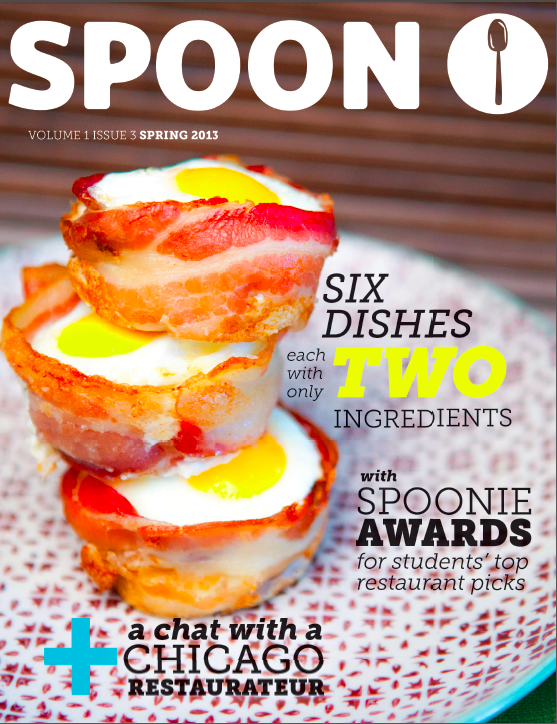 SPOON
VOLUME 1 ISSUE 3 SPRING 2013
SIX
DISHES
each
with
only
TWO
INGREDIENTS
with
SPOONIE
AWARDS
for students' top
restaurant picks
+
a chat with a
CHICAGO
RESTAURATEUR